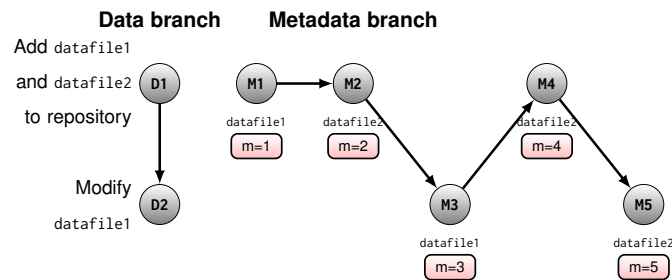 Data branch
Metadata branch
Add datafile1
and datafile2
to repository
D1
M1
M2
M4
datafile1
datafile2
datafile2
m=1
m=2
m=4
Modify
datafile1
D2
M3
M5
datafile1
datafile2
m=3
m=5